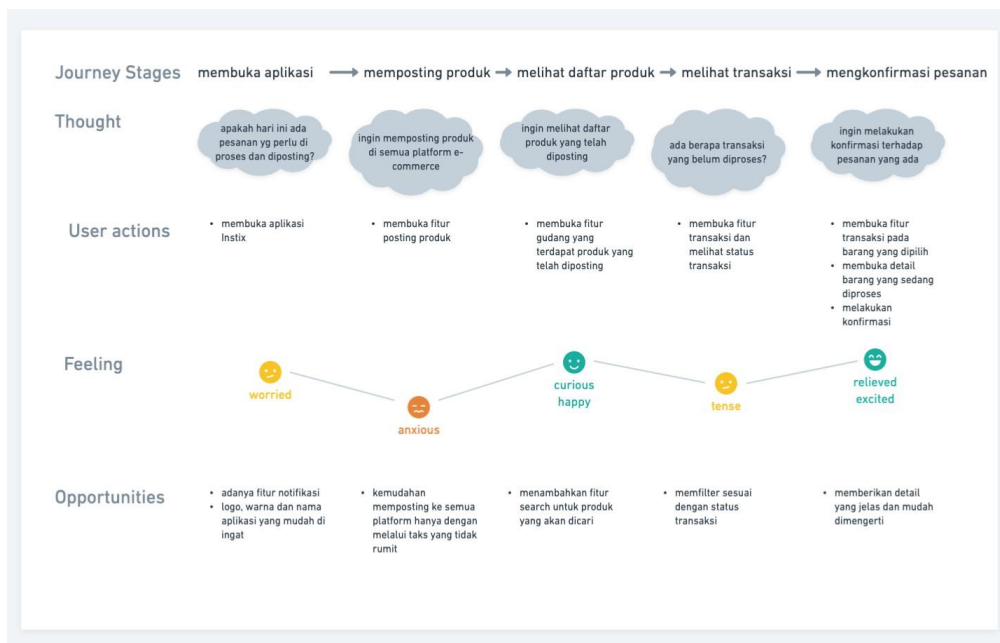 Journey Stages
membuka aplikasi
memposting produk
melihat daftar produk
melihat transaksi
mengkonfirmasi pesanan
Thought
apakah hari ini ada
pesanan yg perlu di
proses dan diposting?
ingin memposting produk
di semua platform e-
commerce
ingin melihat daftar
produk yang telah
diposting
ada berapa transaksi
yang belum diproses?
ingin melakukan
konfirmasi terhadap
pesanan yang ada
User actions
• membuka aplikasi
Instix
• membuka fitur
posting produk
• membuka fitur
gudang yang
terdapat produk yang
telah diposting
• membuka fitur
transaksi dan
melihat status
transaksi
• membuka fitur
transaksi pada
barang yang dipilih
• membuka detail
barang yang sedang
diproses
• melakukan
konfirmasi
Feeling
worried
anxious
curious
happy
tense
relieved
excited
Opportunities
• adanya fitur notifikasi
• logo, warna dan nama
aplikasi yang mudah di
ingat
• kemudahan
memposting ke semua
platform hanya dengan
melalui taks yang tidak
rumit
• menambahkan fitur
search untuk produk
yang akan dicari
• memfilter sesuai
dengan status
transaksi
• memberikan detail
yang jelas dan mudah
dimengerti